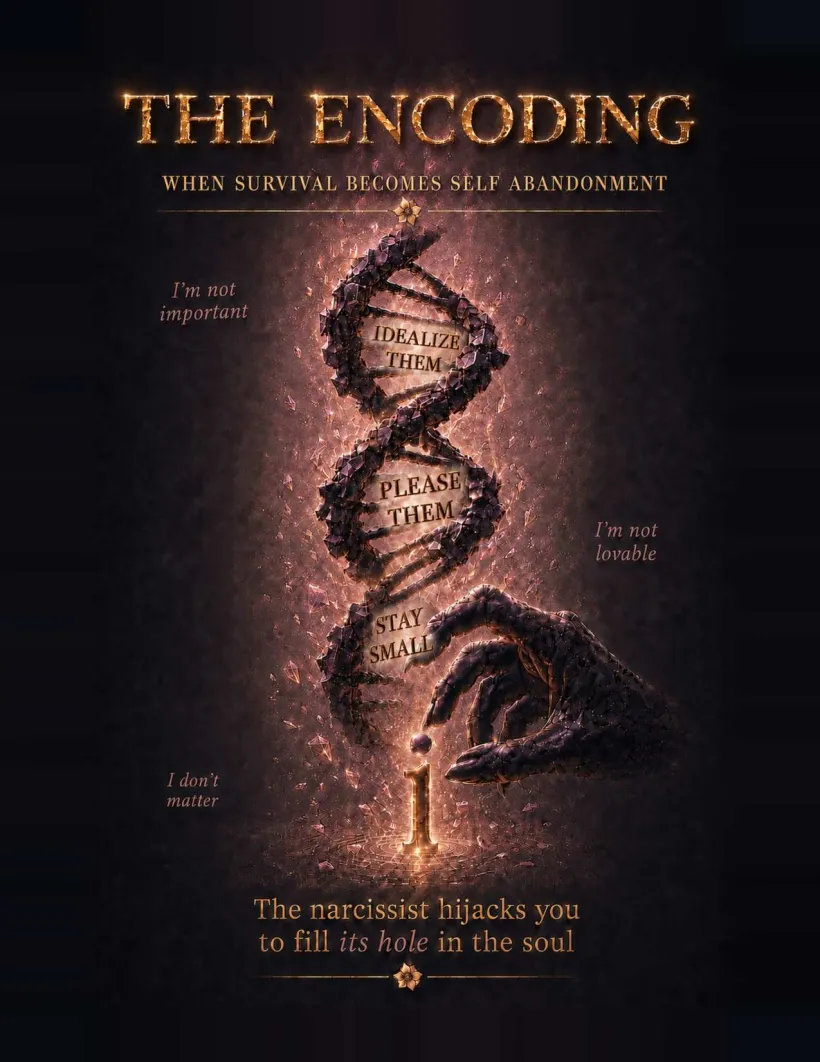 THE ENCODING
WHEN SURVIVAL BECOMES SELF ABANDONMENT
I'm not
important
IDEALIZE
THEM
PLEASE
THEM
I'm not
lovable
STAY
SMALL
I don't
matter
i
The narcissist hijacks you
to fill its hole in the soul